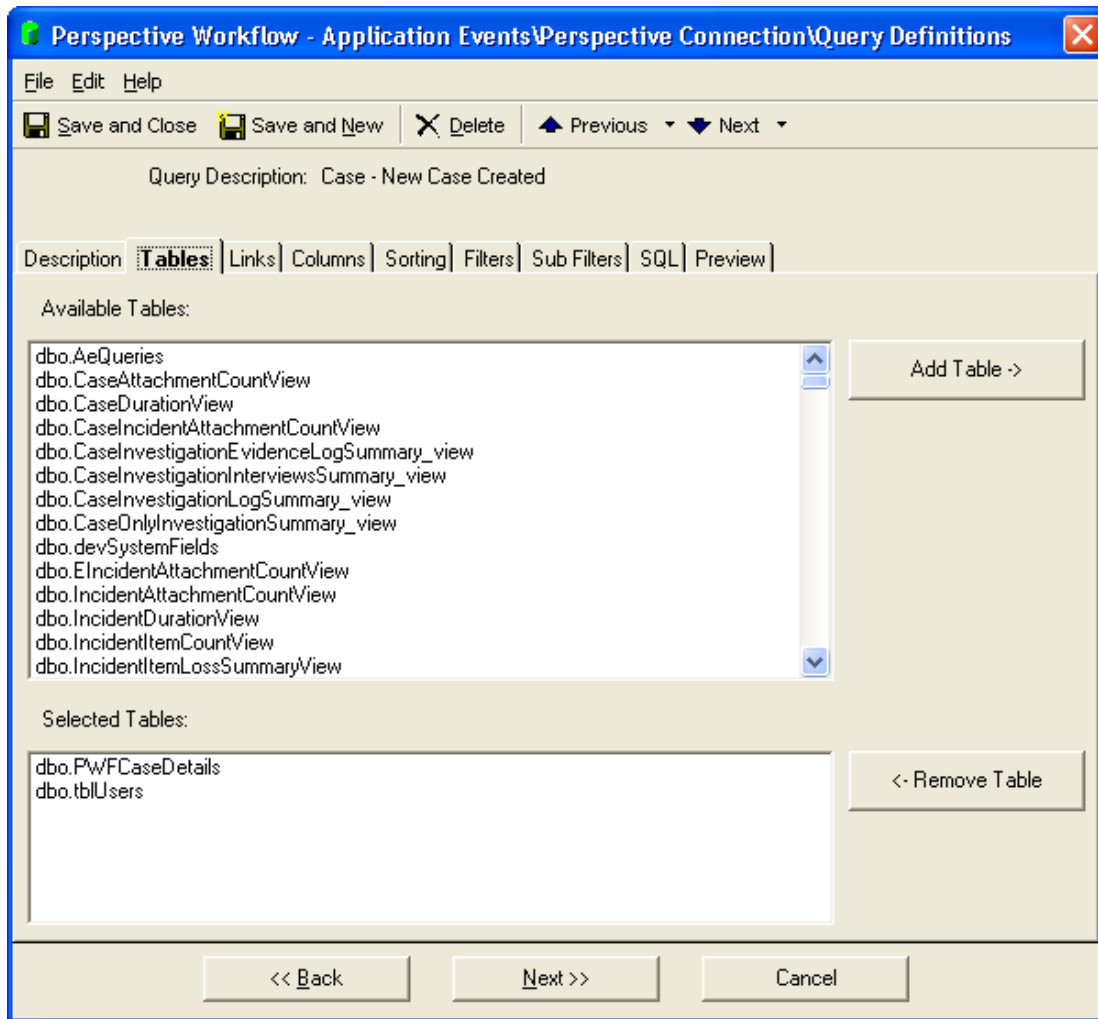 Perspective Workflow - Application Events\Perspective Connection\Query Definitions
File Edit Help
Save and Close Save and New Delete Previous Next
Query Description: Case - New Case Created
Description Tables Links Columns Sorting Filters Sub Filters SQL Preview
Available Tables:
dbo.AeQueries
dbo.CaseAttachmentCountView
dbo.CaseDurationView
dbo.CaseIncidentAttachmentCountView
dbo.CaseInvestigationEvidenceLogSummary_view
dbo.CaseInvestigationInterviewsSummary_view
dbo.CaseInvestigationLogSummary_view
dbo.CaseOnlyInvestigationSummary_view
dbo.devSystemFields
dbo.EIncidentAttachmentCountView
dbo.IncidentAttachmentCountView
dbo.IncidentDurationView
dbo.IncidentItemCountView
dbo.IncidentItemLossSummaryView
Add Table ->
Selected Tables:
dbo.PWFCaseDetails
dbo.tblUsers
<- Remove Table
<< Back Next >> Cancel